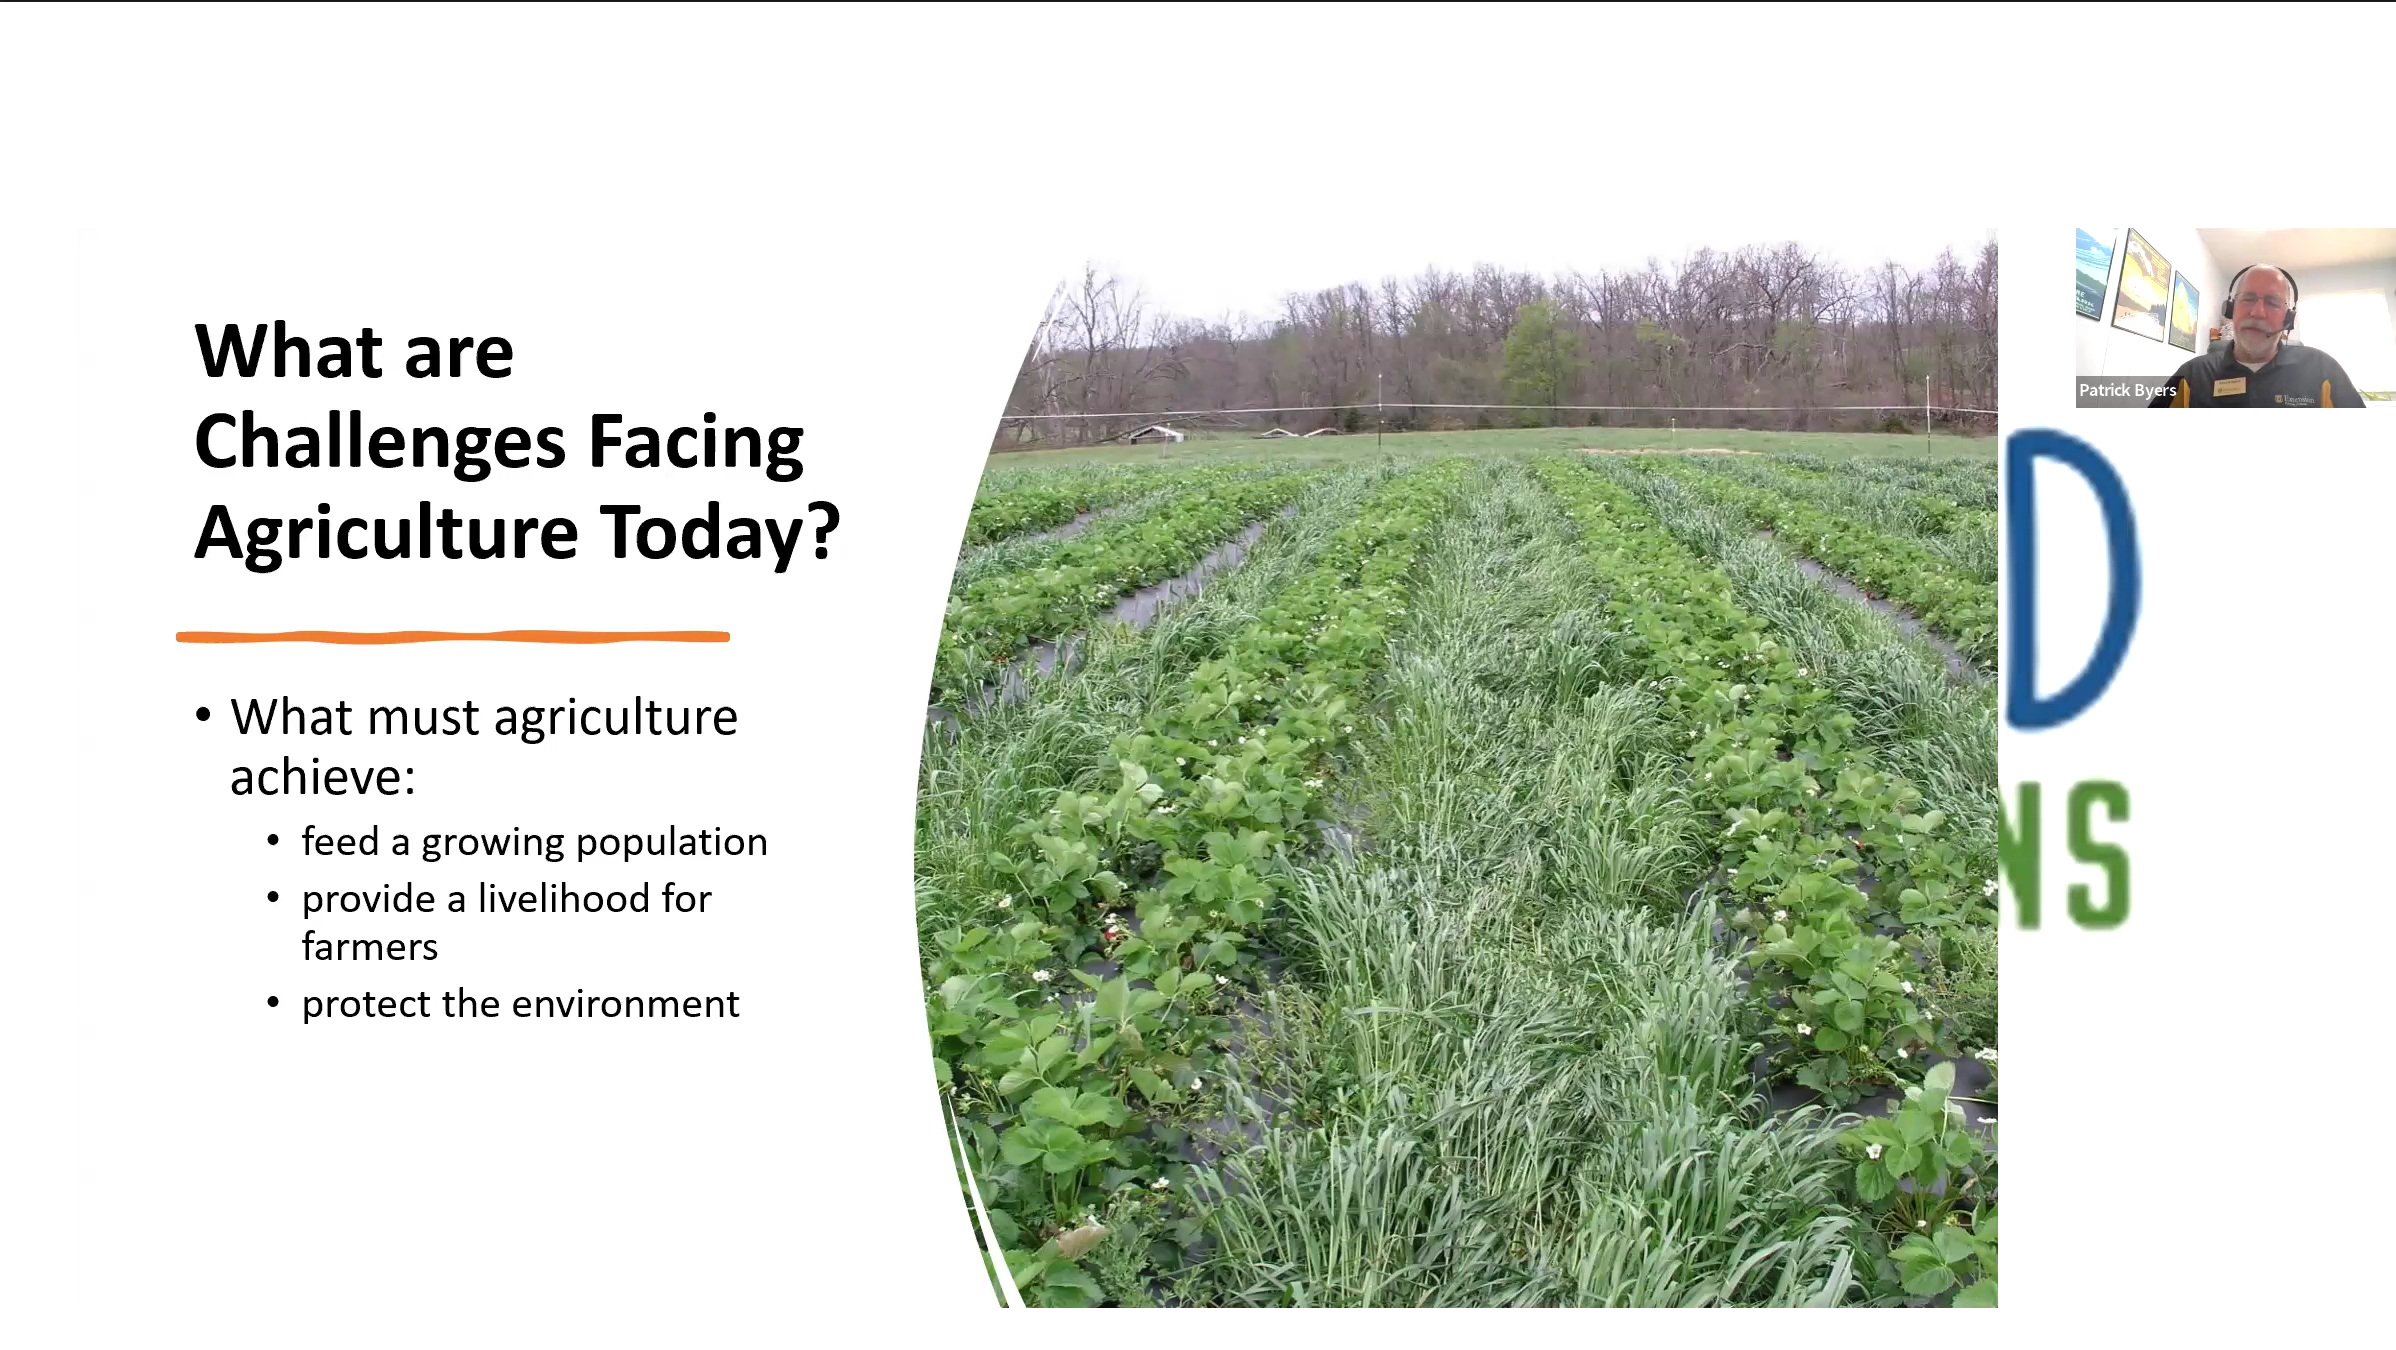 What are
Challenges Facing
Agriculture Today?
• What must agriculture
achieve:
• feed a growing population
• provide a livelihood for
farmers
• protect the environment
Patrick Byers
D
NS